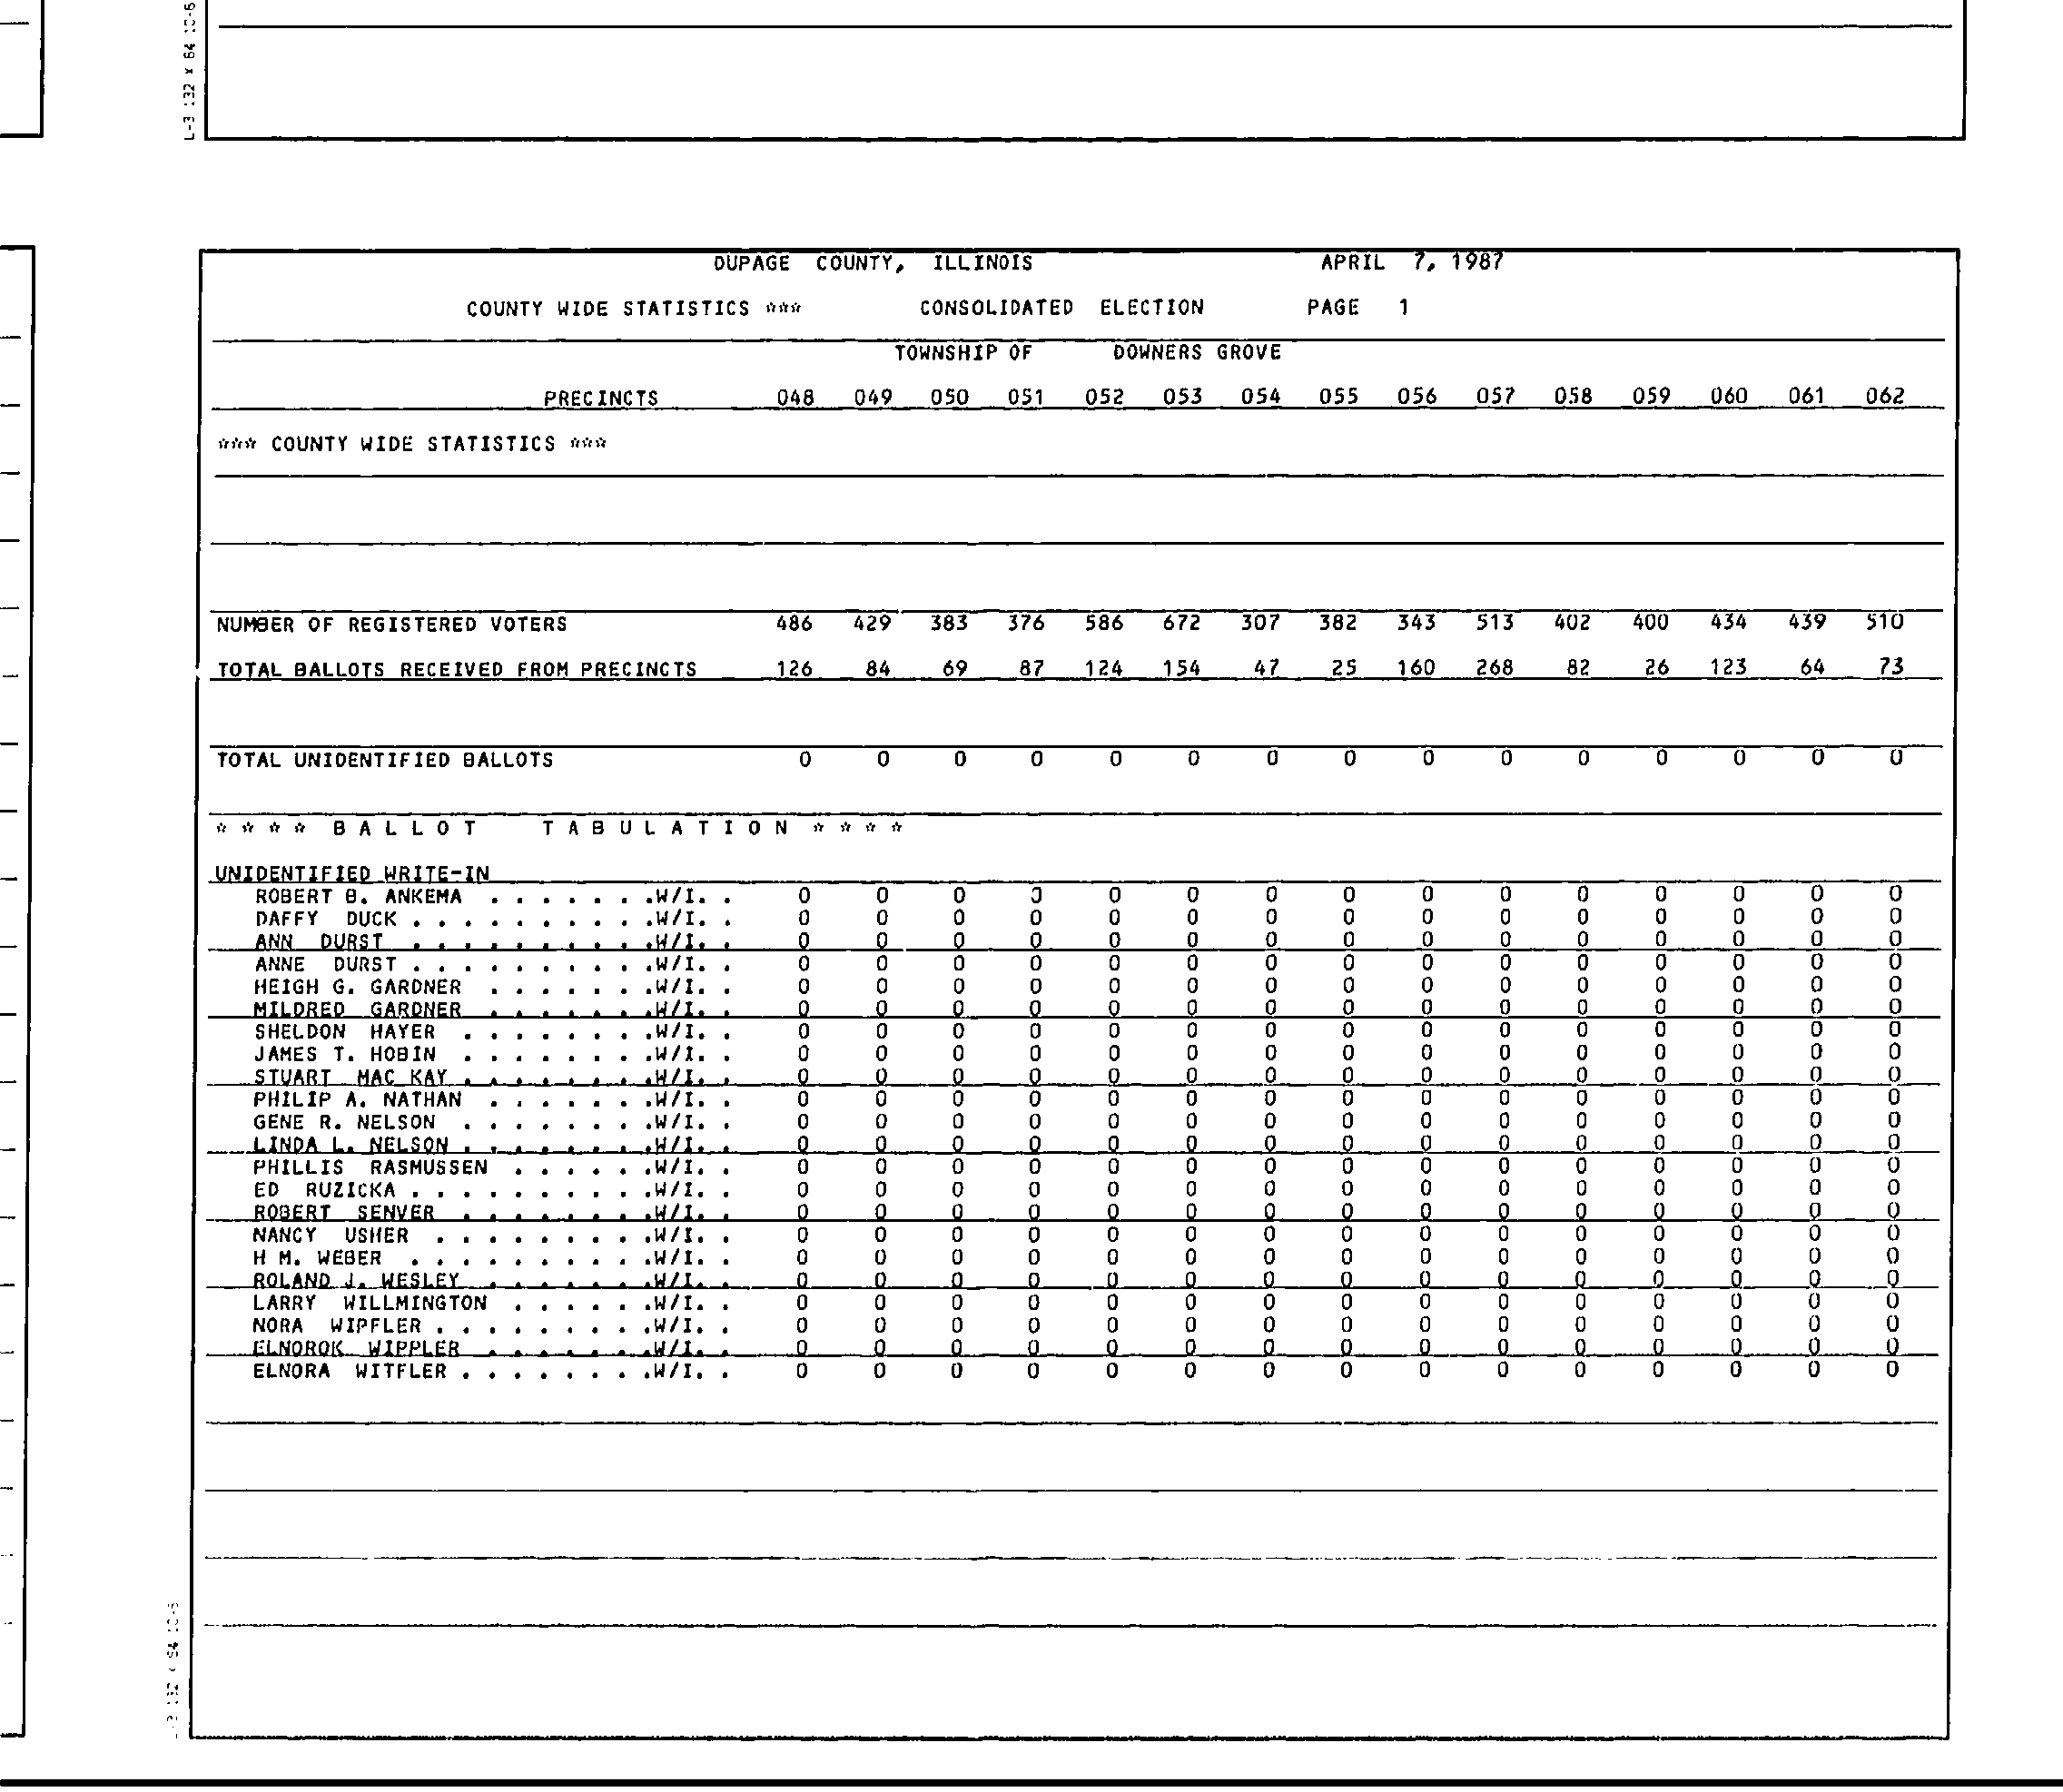 L-3 132 x 64 10-6
DUPAGE COUNTY, ILLINOIS APRIL 7, 1987
COUNTY WIDE STATISTICS *** CONSOLIDATED ELECTION PAGE 1
TOWNSHIP OF DOWNERS GROVE
PRECINCTS 048 049 050 051 052 053 054 055 056 057 058 059 060 061 062
*** COUNTY WIDE STATISTICS ***
NUMBER OF REGISTERED VOTERS 486 429 383 376 586 672 307 382 343 513 402 400 434 439 510
TOTAL BALLOTS RECEIVED FROM PRECINCTS 126 84 69 87 124 154 47 25 160 268 82 26 123 64 73
TOTAL UNIDENTIFIED BALLOTS 0 0 0 0 0 0 0 0 0 0 0 0 0 0 0
* * * * B A L L O T T A B U L A T I O N * * * *
UNIDENTIFIED WRITE-IN
ROBERT B. ANKEMA . . . . . . .W/I. . 0 0 0 0 0 0 0 0 0 0 0 0 0 0 0
DAFFY DUCK . . . . . . . . . .W/I. . 0 0 0 0 0 0 0 0 0 0 0 0 0 0 0
ANN DURST . . . . . . . . . .W/I. . 0 0 0 0 0 0 0 0 0 0 0 0 0 0 0
ANNE DURST . . . . . . . . . .W/I. . 0 0 0 0 0 0 0 0 0 0 0 0 0 0 0
HEIGH G. GARDNER . . . . . . .W/I. . 0 0 0 0 0 0 0 0 0 0 0 0 0 0 0
MILDRED GARDNER . . . . . . .W/I. . 0 0 0 0 0 0 0 0 0 0 0 0 0 0 0
SHELDON HAYER . . . . . . . .W/I. . 0 0 0 0 0 0 0 0 0 0 0 0 0 0 0
JAMES T. HOBIN . . . . . . . .W/I. . 0 0 0 0 0 0 0 0 0 0 0 0 0 0 0
STUART MAC KAY . . . . . . . .W/I. . 0 0 0 0 0 0 0 0 0 0 0 0 0 0 0
PHILIP A. NATHAN . . . . . . .W/I. . 0 0 0 0 0 0 0 0 0 0 0 0 0 0 0
GENE R. NELSON . . . . . . . .W/I. . 0 0 0 0 0 0 0 0 0 0 0 0 0 0 0
LINDA L. NELSON . . . . . . . .W/I. . 0 0 0 0 0 0 0 0 0 0 0 0 0 0 0
PHILLIS RASMUSSEN . . . . . .W/I. . 0 0 0 0 0 0 0 0 0 0 0 0 0 0 0
ED RUZICKA . . . . . . . . . .W/I. . 0 0 0 0 0 0 0 0 0 0 0 0 0 0 0
ROBERT SENVER . . . . . . . .W/I. . 0 0 0 0 0 0 0 0 0 0 0 0 0 0 0
NANCY USHER . . . . . . . . .W/I. . 0 0 0 0 0 0 0 0 0 0 0 0 0 0 0
H M. WEBER . . . . . . . . . .W/I. . 0 0 0 0 0 0 0 0 0 0 0 0 0 0 0
ROLAND J. WESLEY . . . . . . .W/I. . 0 0 0 0 0 0 0 0 0 0 0 0 0 0 0
LARRY WILLMINGTON . . . . . .W/I. . 0 0 0 0 0 0 0 0 0 0 0 0 0 0 0
NORA WIPFLER . . . . . . . . .W/I. . 0 0 0 0 0 0 0 0 0 0 0 0 0 0 0
ELNOROK WIPPLER . . . . . . .W/I. . 0 0 0 0 0 0 0 0 0 0 0 0 0 0 0
ELNORA WITFLER . . . . . . . .W/I. . 0 0 0 0 0 0 0 0 0 0 0 0 0 0 0